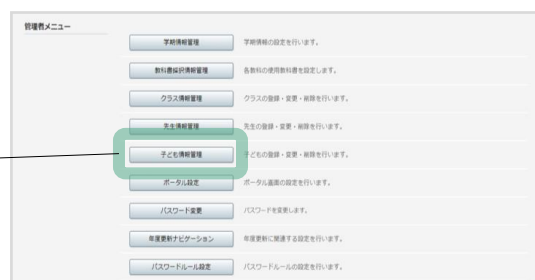 管理者メニュー
学期情報管理 学期情報の設定を行います。
教科書採択情報管理 各教科の使用教科書を設定します。
クラス情報管理 クラスの登録・変更・削除を行います。
先生情報管理 先生の登録・変更・削除を行います。
子ども情報管理 子どもの登録・変更・削除を行います。
ポータル設定 ポータル画面の設定を行います。
パスワード変更 パスワードを変更します。
年度更新ナビゲーション 年度更新に関連する設定を行います。
パスワードルール設定 パスワードルールの設定を行います。